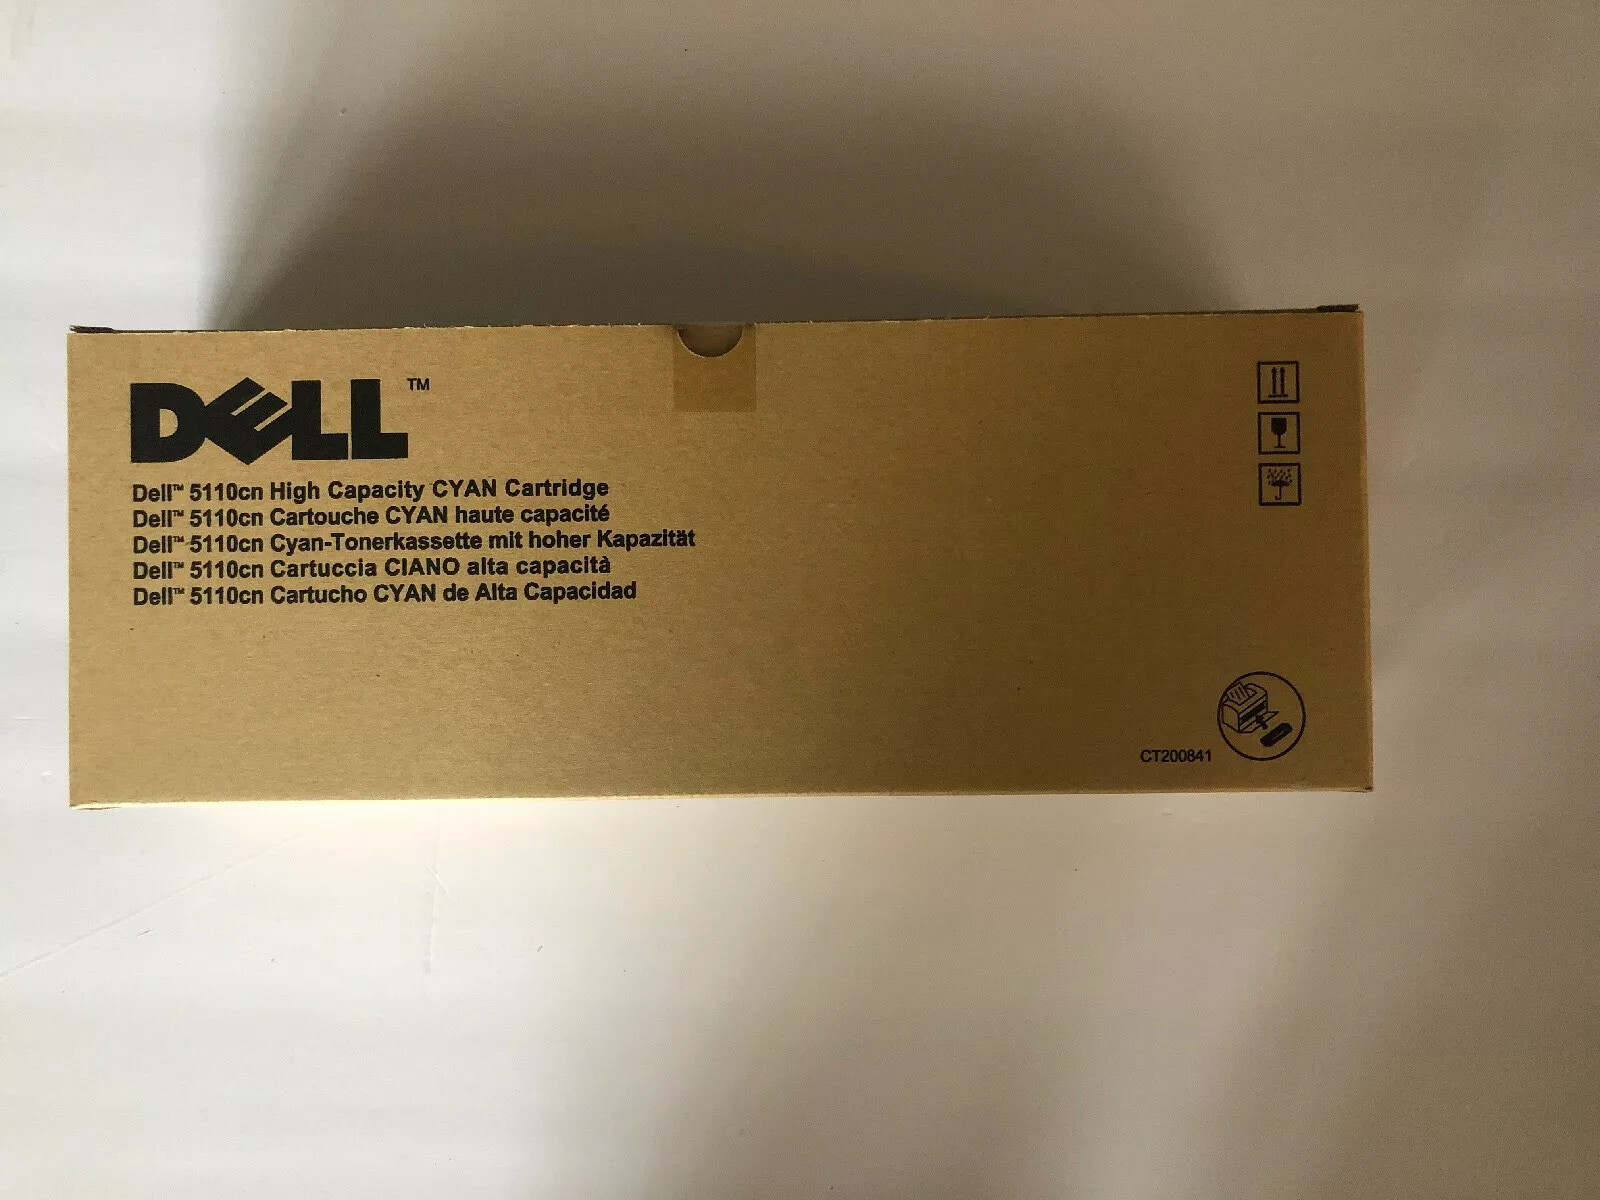 DELL™
Dell™ 5110cn High Capacity CYAN Cartridge
Dell™ 5110cn Cartouche CYAN haute capacité
Dell™ 5110cn Cyan-Tonerkassette mit hoher Kapazität
Dell™ 5110cn Cartuccia CIANO alta capacità
Dell™ 5110cn Cartucho CYAN de Alta Capacidad
CT200841